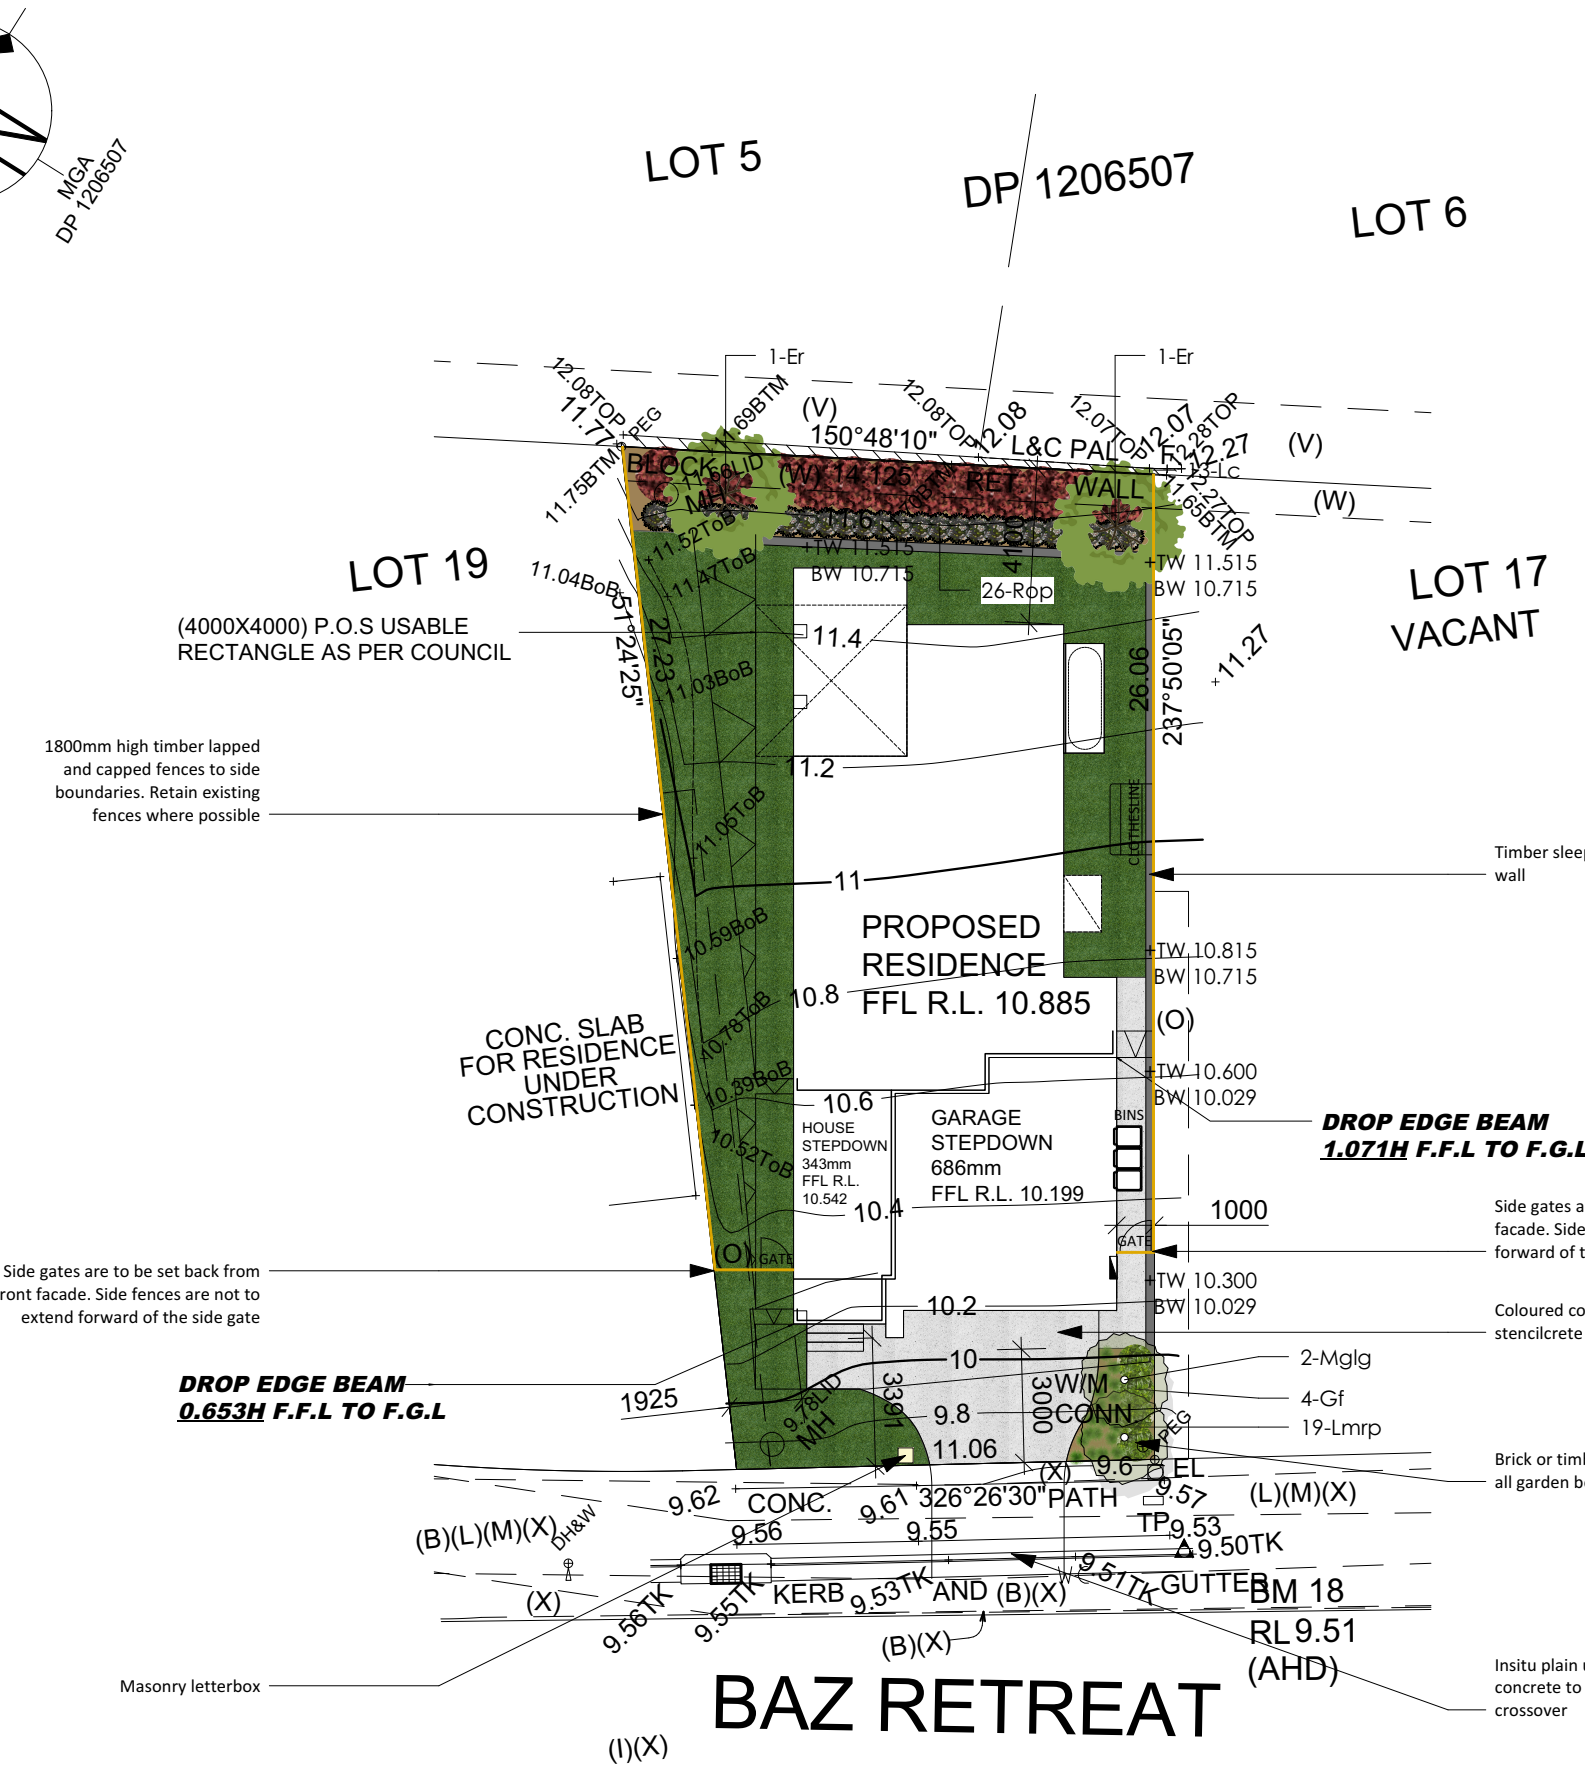 MGA
DP 1206507
LOT 5
DP 1206507
LOT 6
1-Er
1-Er
12.08TOP
11.77
PEG
11.69BTM
(V)
150°48'10"
12.08TOP
12.08
L&C PAL
12.07TOP
12.07
F
12.28TOP
12.27
(V)
13-Lc
11.75BTM
BLOCK
11.66LID
MH
(W)
14.125
RET
WALL
12.27TOP
11.65BTM
(W)
11.6
11.52ToB
+TW 11.515
BW 10.715
4100
+TW 11.515
BW 10.715
LOT 19
11.04BoB
11.47ToB
26-Rop
LOT 17
VACANT
(4000X4000) P.O.S USABLE
RECTANGLE AS PER COUNCIL
51°24'25"
27.23
11.4
26.06
237°50'05"
11.27
11.03BoB
1800mm high timber lapped
and capped fences to side
boundaries. Retain existing
fences where possible
11.2
11.05ToB
CLOTHESLINE
Timber sleep
wall
11
10.59BoB
PROPOSED
RESIDENCE
FFL R.L. 10.885
+TW 10.815
BW 10.715
10.8
10.78ToB
(O)
CONC. SLAB
FOR RESIDENCE
UNDER
CONSTRUCTION
10.39BoB
10.6
+TW 10.600
BW 10.029
HOUSE
STEPDOWN
343mm
FFL R.L.
10.542
GARAGE
STEPDOWN
686mm
FFL R.L. 10.199
BINS
DROP EDGE BEAM
1.071H F.F.L TO F.G.L
10.52ToB
10.4
1000
Side gates a
facade. Side
forward of t
(O)
GATE
GATE
Side gates are to be set back from
ront facade. Side fences are not to
extend forward of the side gate
+TW 10.300
BW 10.029
10.2
Coloured co
stencilcrete
10
2-Mglg
DROP EDGE BEAM
0.653H F.F.L TO F.G.L
1925
9.78LID
MH
3391
9.8
3000
W/M
CONN.
4-Gf
19-Lmrp
11.06
PEG
(X)
9.6
EL
Brick or timb
all garden be
9.62
CONC.
9.61
326°26'30"
PATH
9.57
(L)(M)(X)
(B)(L)(M)(X)
DH&W
9.56
9.55
TP
9.53
9.50TK
(X)
9.56TK
9.55TK
KERB
9.53TK
AND
(B)(X)
9.51TK
GUTTER
BM 18
RL 9.51
(AHD)
(B)(X)
Masonry letterbox
BAZ RETREAT
Insitu plain u
concrete to
crossover
(I)(X)